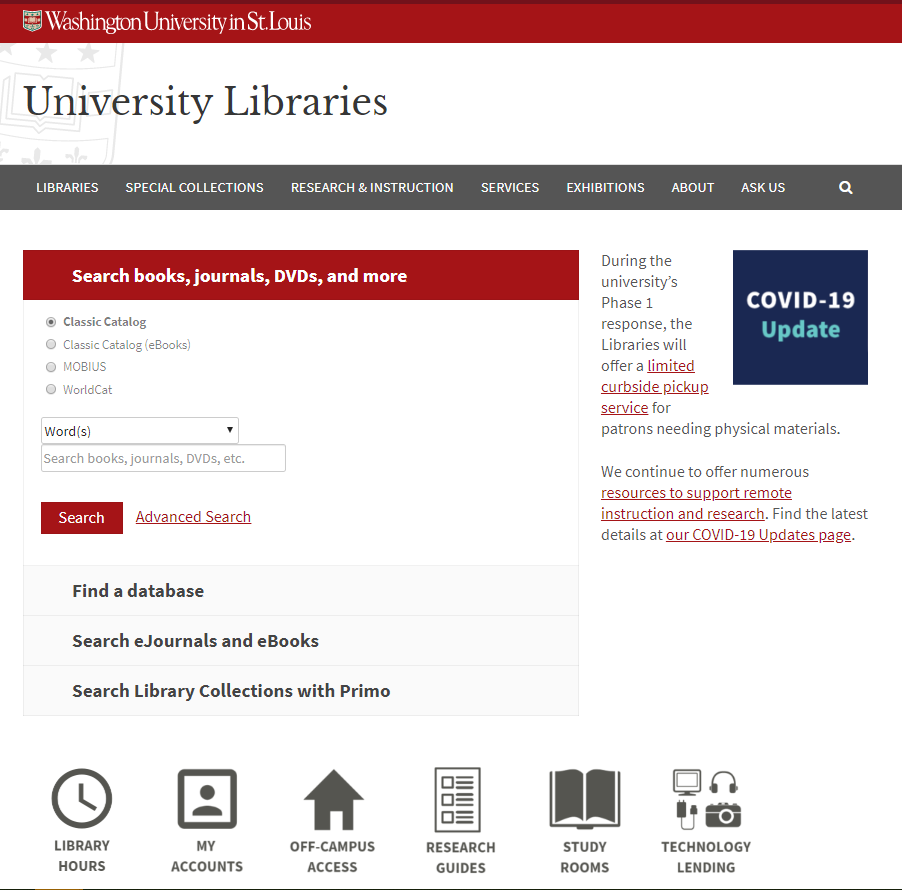 Washington University in St. Louis
University Libraries
LIBRARIES SPECIAL COLLECTIONS RESEARCH & INSTRUCTION SERVICES EXHIBITIONS ABOUT ASK US
Search books, journals, DVDs, and more
Classic Catalog
Classic Catalog (eBooks)
MOBIUS
WorldCat
Word(s)
Search books, journals, DVDs, etc.
Search Advanced Search
Find a database
Search eJournals and eBooks
Search Library Collections with Primo
During the
university's
Phase 1
response, the
Libraries will
offer a limited
curbside pickup
service for
patrons needing physical materials.
COVID-19
Update
We continue to offer numerous
resources to support remote
instruction and research. Find the latest
details at our COVID-19 Updates page.
LIBRARY
HOURS
MY
ACCOUNTS
OFF-CAMPUS
ACCESS
RESEARCH
GUIDES
STUDY
ROOMS
TECHNOLOGY
LENDING